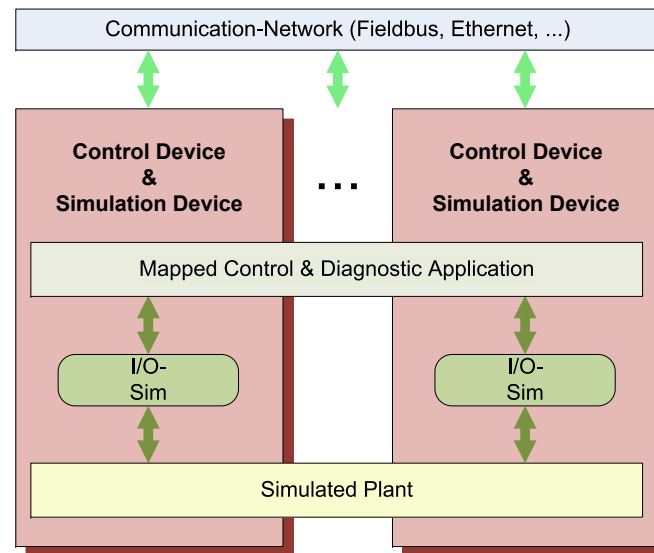 Communication-Network (Fieldbus, Ethernet, ...)
Control Device
&
Simulation Device
...
Control Device
&
Simulation Device
Mapped Control & Diagnostic Application
I/O-
Sim
I/O-
Sim
Simulated Plant